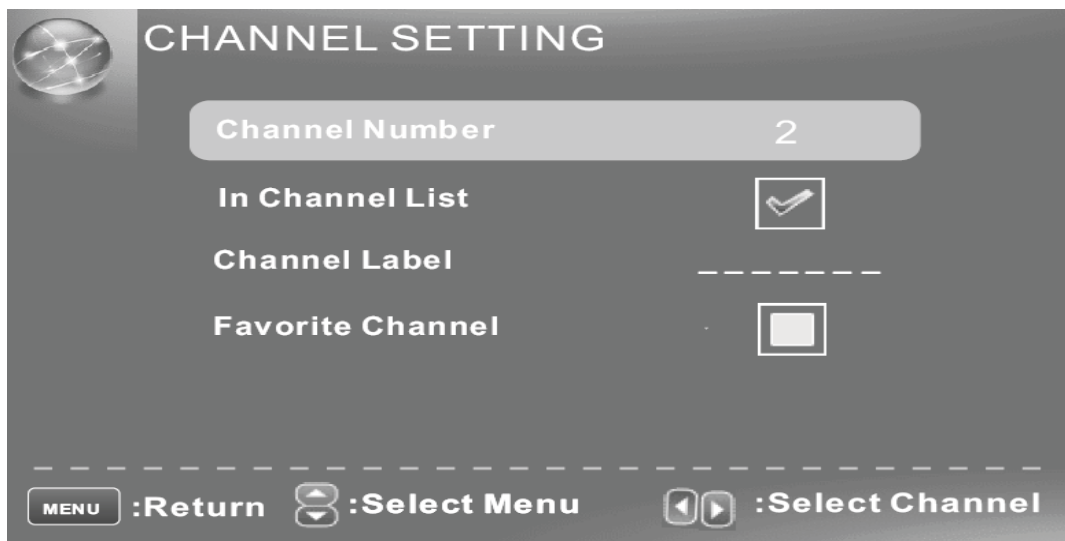 CHANNEL SETTING
Channel Number 2
In Channel List
Channel Label _ _ _ _ _ _ _
Favorite Channel
MENU :Return :Select Menu :Select Channel